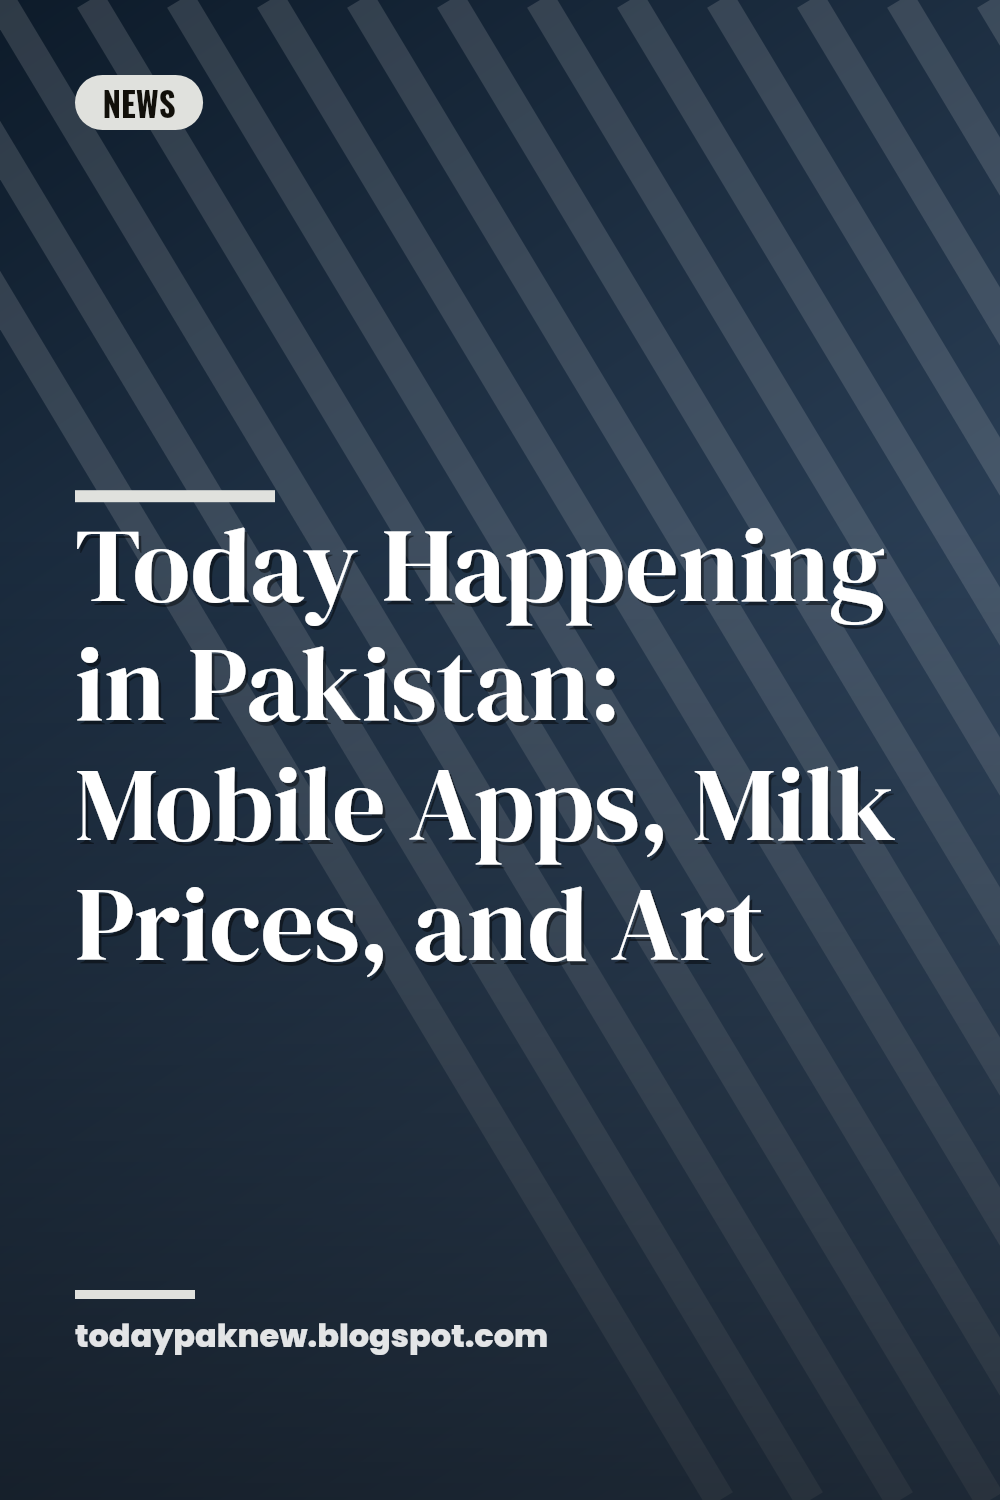 NEWS
Today Happening
in Pakistan:
Mobile Apps, Milk
Prices, and Art
todaypaknew.blogspot.com